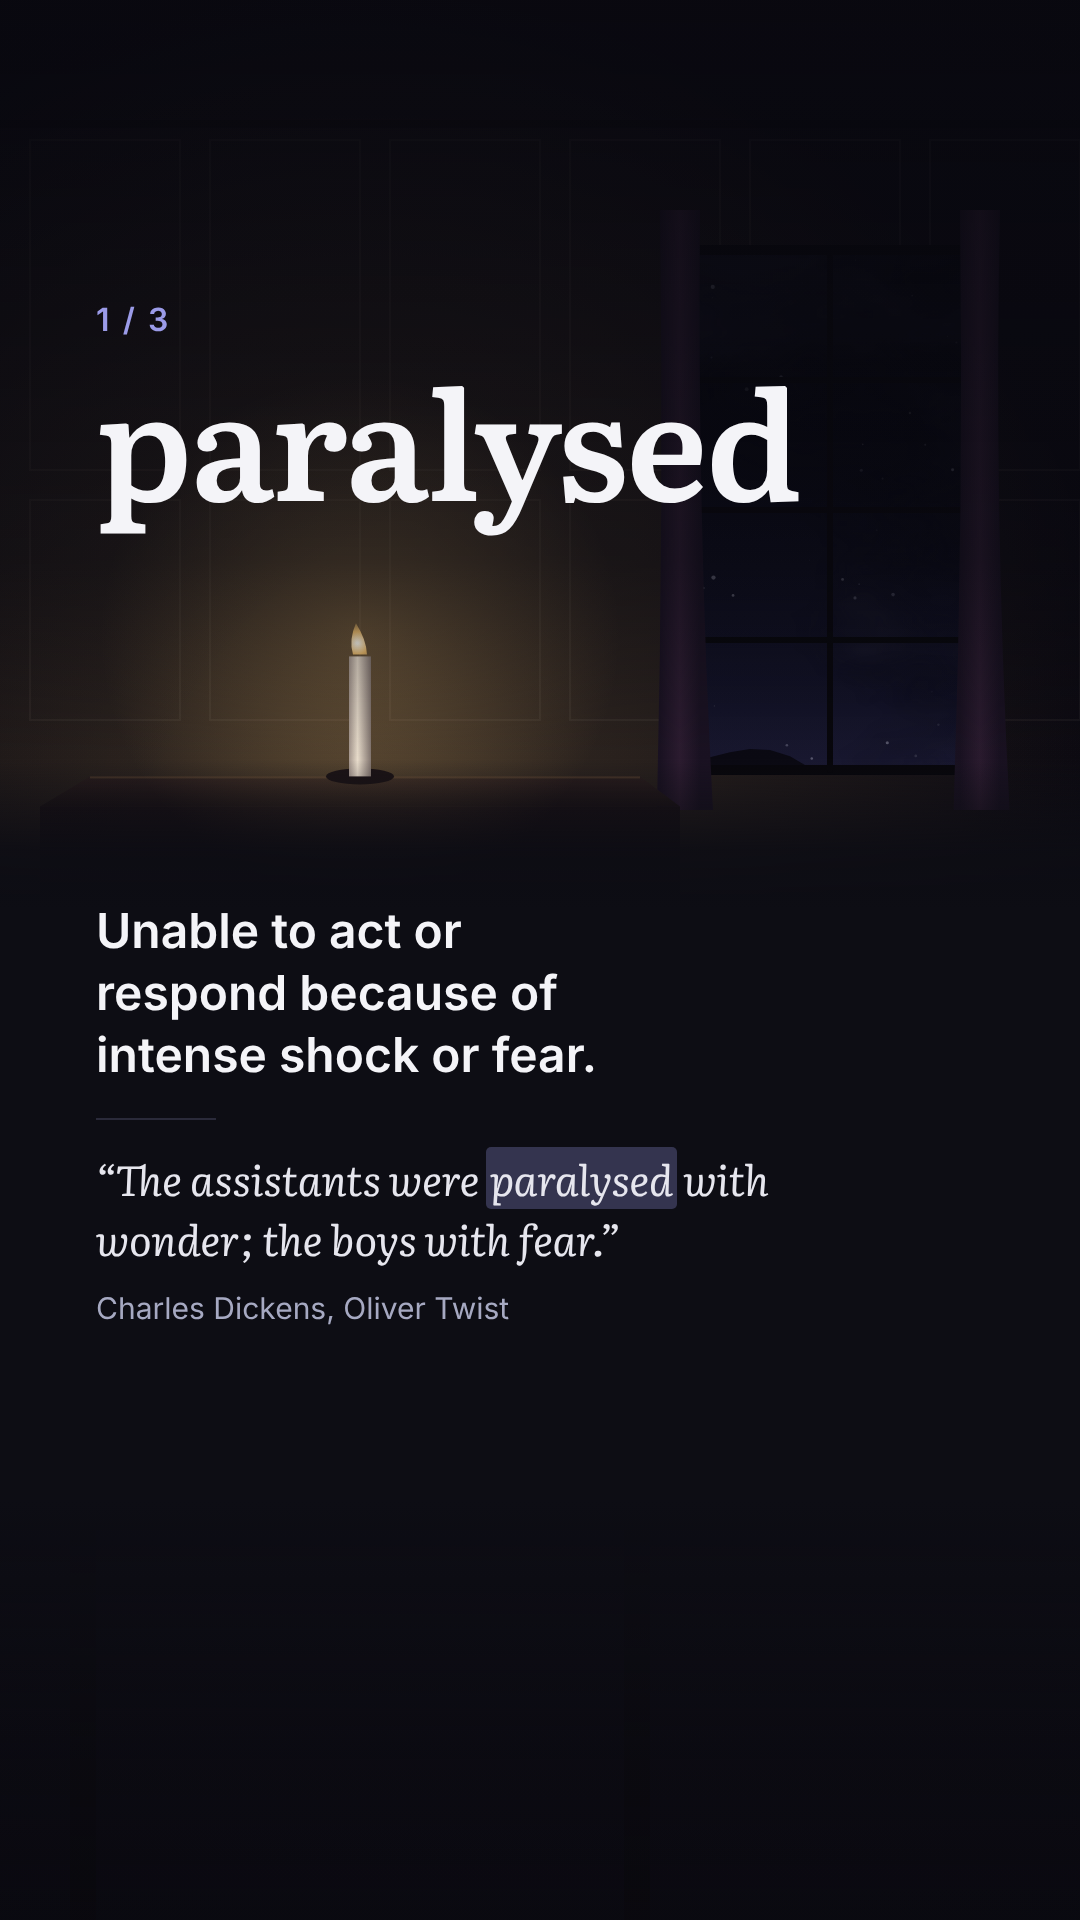 1 / 3
paralysed
Unable to act or
respond because of
intense shock or fear.
“The assistants were paralysed with
wonder; the boys with fear.”
Charles Dickens, Oliver Twist